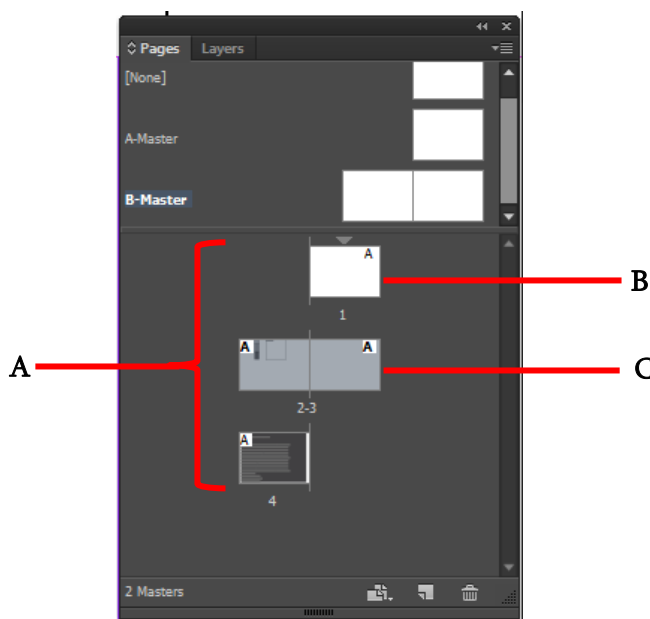 Pages Layers
[None]
A-Master
B-Master
A
B
1
A
A A
C
2-3
A
4
2 Masters